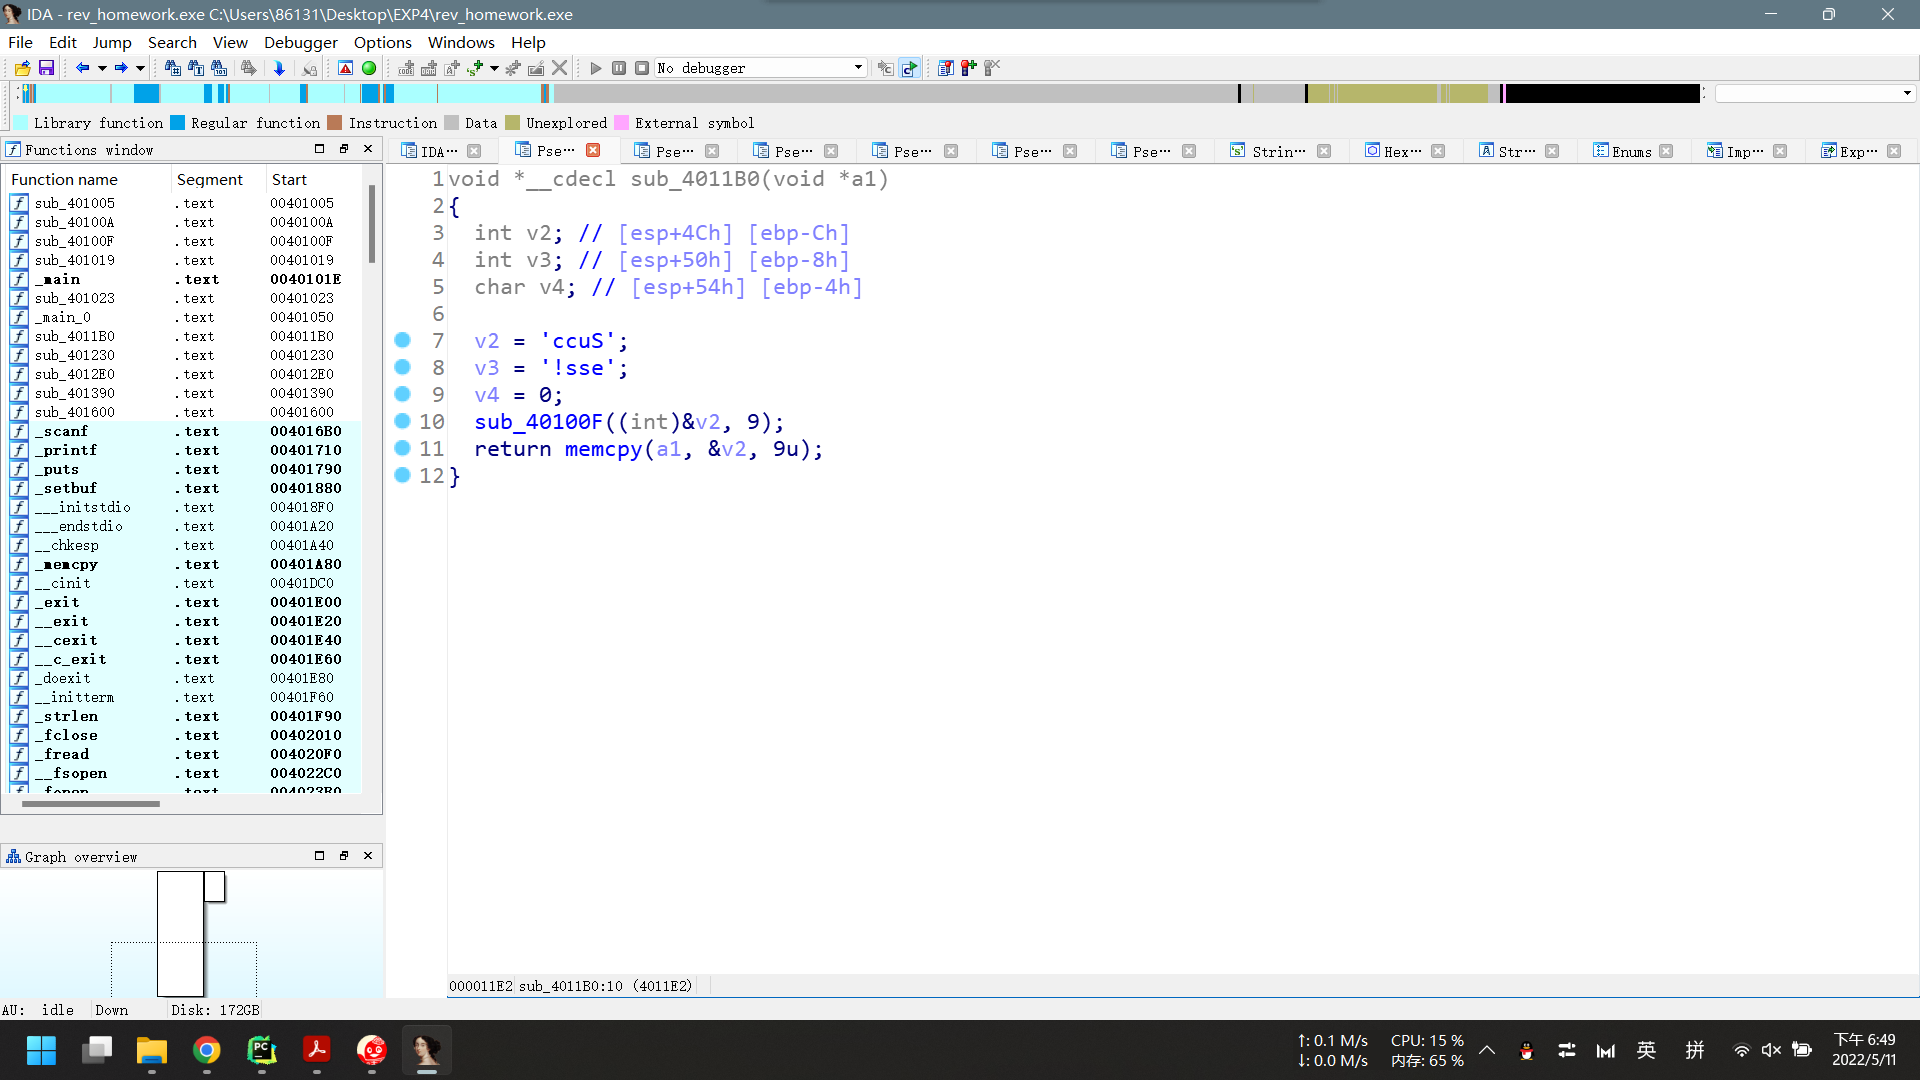 IDA - rev_homework.exe C:\Users\86131\Desktop\EXP4\rev_homework.exe
File Edit Jump Search View Debugger Options Windows Help
No debugger
Library function Regular function Instruction Data Unexplored External symbol
Functions window
IDA… Pse… Pse… Pse… Pse… Pse… Pse… Strin… Hex… Str… Enums Imp… Exp…
Function name Segment Start
sub_401005 .text 00401005
sub_40100A .text 0040100A
sub_40100F .text 0040100F
sub_401019 .text 00401019
_main .text 0040101E
sub_401023 .text 00401023
_main_0 .text 00401050
sub_4011B0 .text 004011B0
sub_401230 .text 00401230
sub_4012E0 .text 004012E0
sub_401390 .text 00401390
sub_401600 .text 00401600
_scanf .text 004016B0
_printf .text 00401710
_puts .text 00401790
_setbuf .text 00401880
___initstdio .text 004018F0
___endstdio .text 00401A20
__chkesp .text 00401A40
_memcpy .text 00401A80
__cinit .text 00401DC0
_exit .text 00401E00
__exit .text 00401E20
__cexit .text 00401E40
__c_exit .text 00401E60
_doexit .text 00401E80
__initterm .text 00401F60
_strlen .text 00401F90
_fclose .text 00402010
_fread .text 004020F0
__fsopen .text 004022C0
_fopen .text 004023B0
1 void *__cdecl sub_4011B0(void *a1)
2 {
3 int v2; // [esp+4Ch] [ebp-Ch]
4 int v3; // [esp+50h] [ebp-8h]
5 char v4; // [esp+54h] [ebp-4h]
6
7 v2 = 'ccuS';
8 v3 = '!sse';
9 v4 = 0;
10 sub_40100F((int)&v2, 9);
11 return memcpy(a1, &v2, 9u);
12 }
Graph overview
000011E2 sub_4011B0:10 (4011E2)
AU: idle Down Disk: 172GB
↑: 0.1 M/s CPU: 15 %
↓: 0.0 M/s 内存: 65 %
英 拼
下午 6:49
2022/5/11